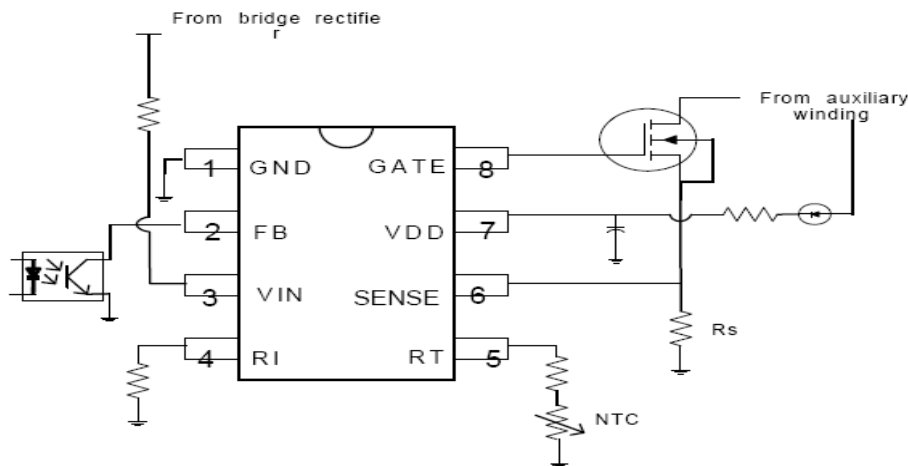 From bridge rectifie
r
From auxiliary
winding
1 GND GATE 8
2 FB VDD 7
3 VIN SENSE 6
4 RI RT 5
Rs
NTC